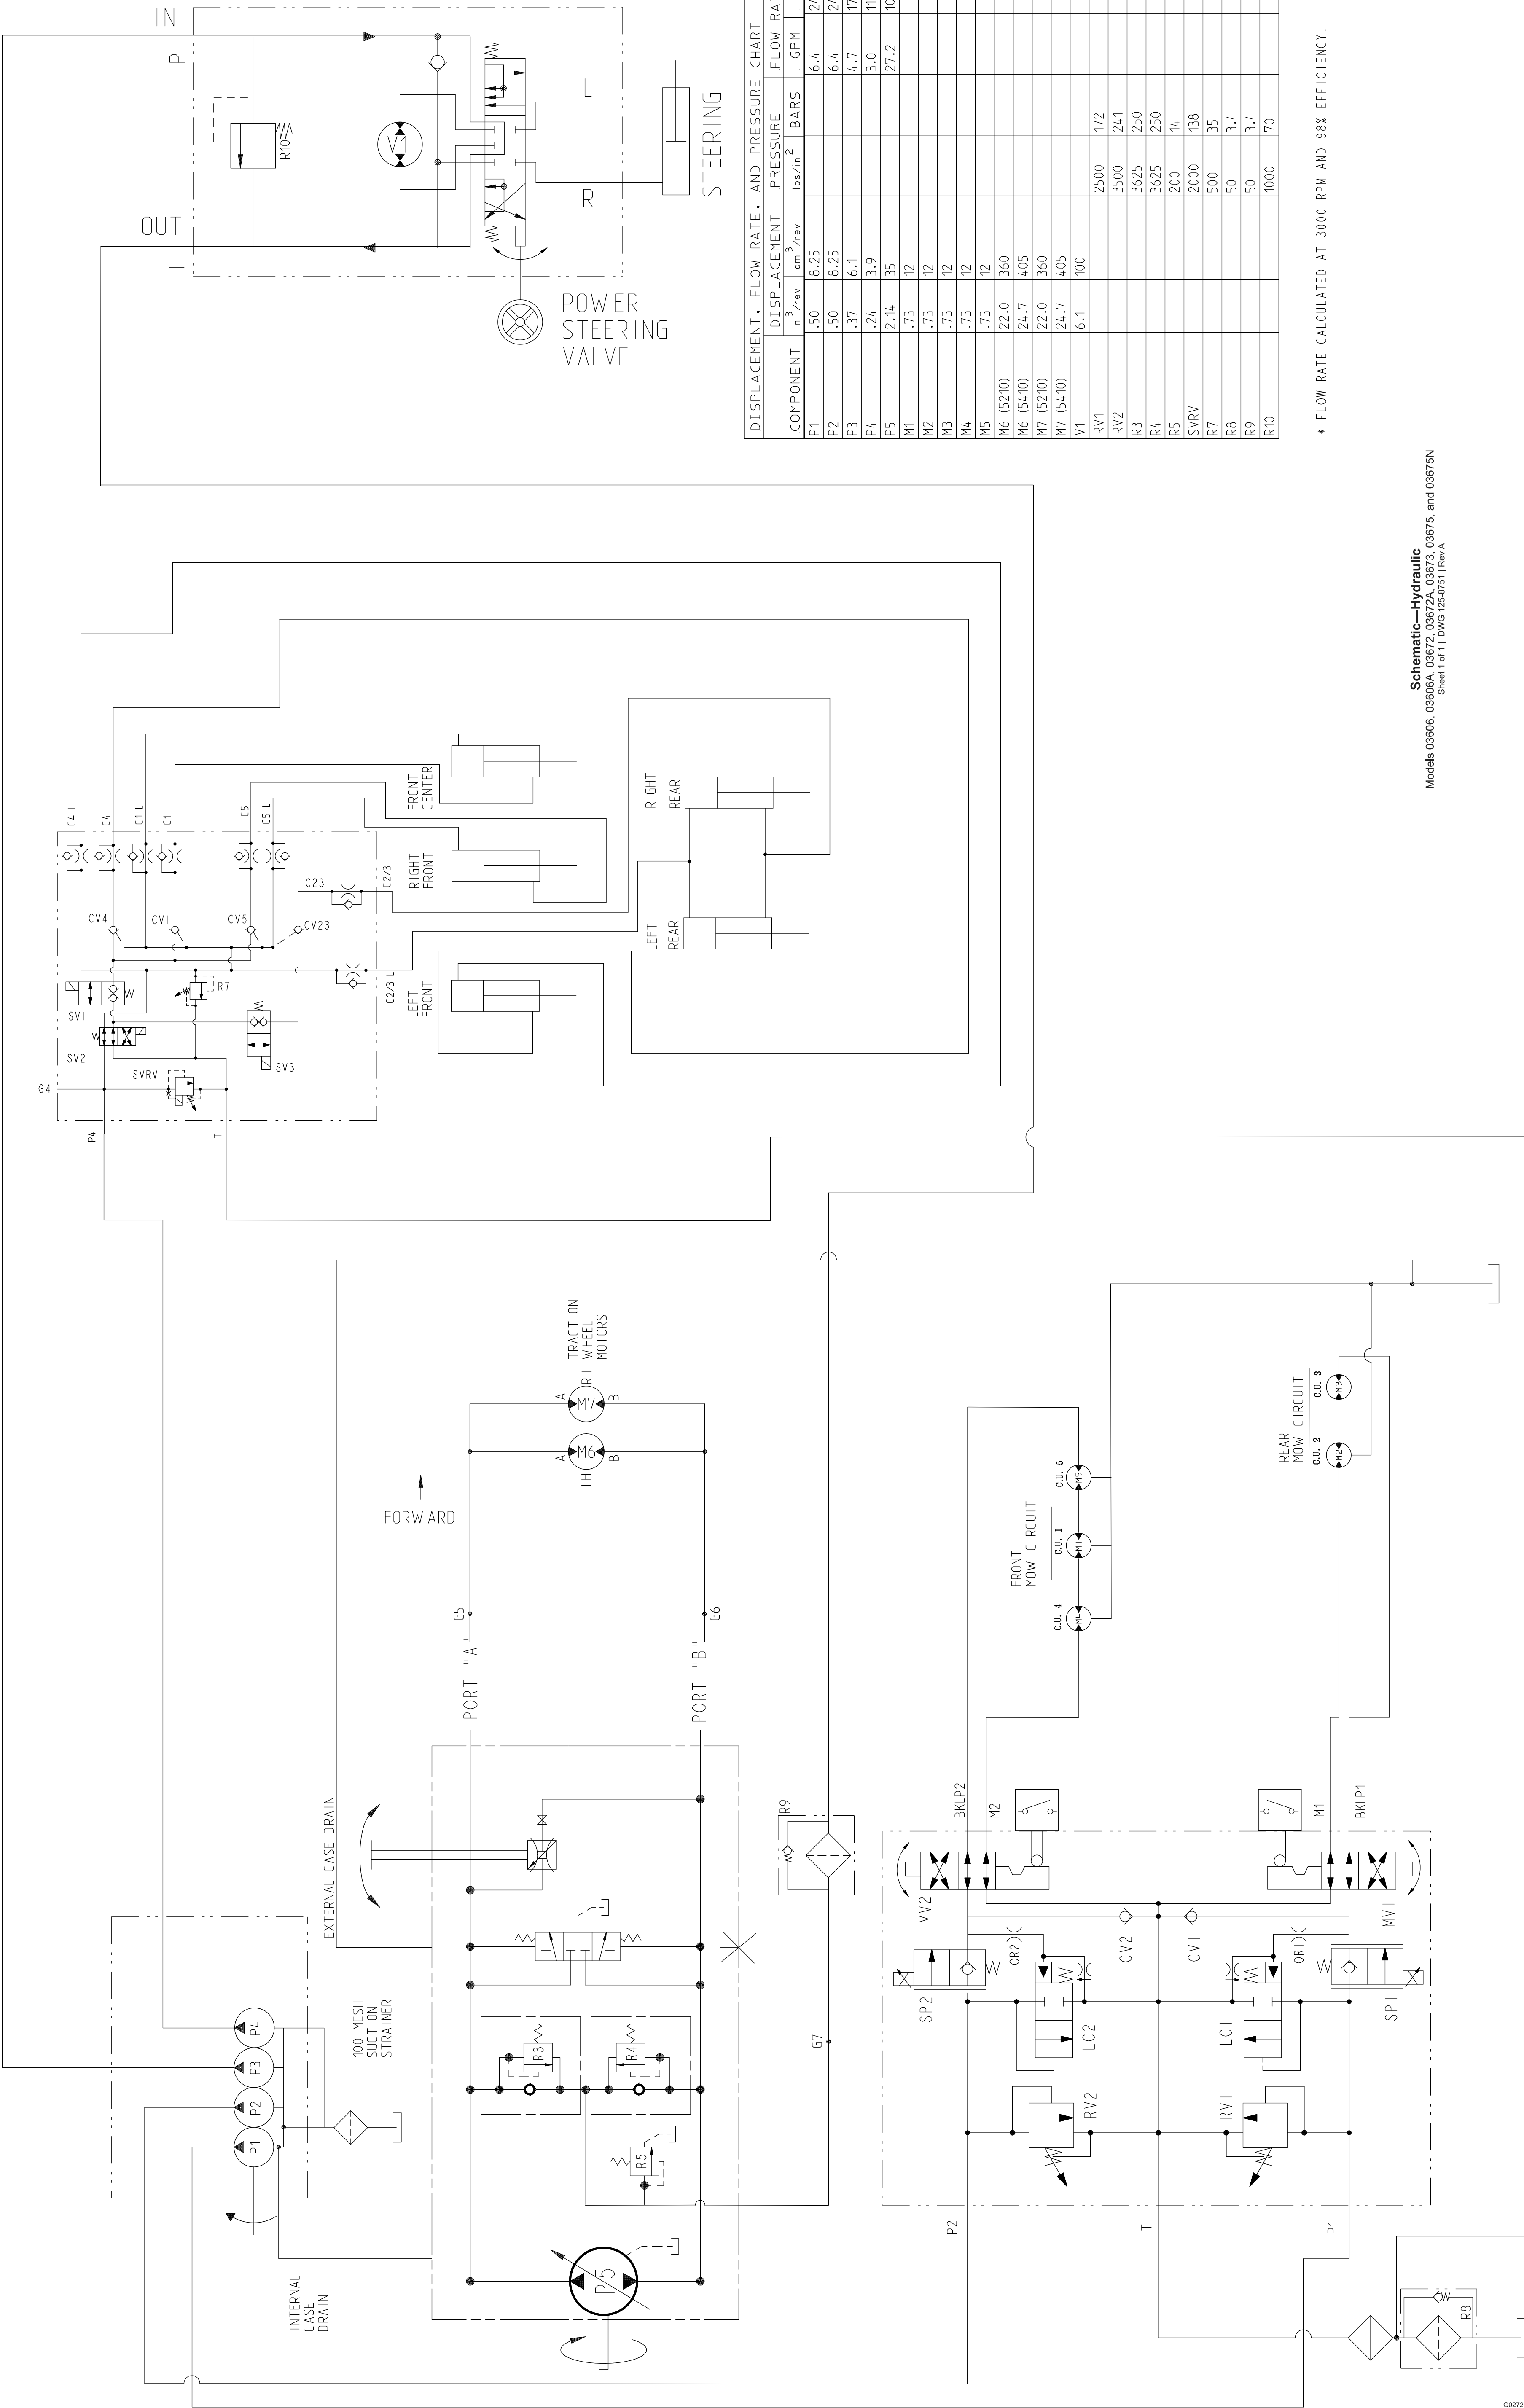 IN
P
OUT
T
R10
V1
L
R
STEERING
POWER
STEERING
VALVE
DISPLACEMENT, FLOW RATE, AND PRESSURE CHART
COMPONENT DISPLACEMENT PRESSURE FLOW
in³/rev cm³/rev lbs/in² BARS GPM
P1 .50 8.25 6.4
P2 .50 8.25 6.4
P3 .37 6.1 4.7
P4 .24 3.9 3.0
P5 2.14 35 27.2
M1 .73 12
M2 .73 12
M3 .73 12
M4 .73 12
M5 .73 12
M6 (5210) 22.0 360
M6 (5410) 24.7 405
M7 (5210) 22.0 360
M7 (5410) 24.7 405
V1 6.1 100
RV1 2500 172
RV2 3500 241
R3 3625 250
R4 3625 250
R5 200 14
SVRV 2000 138
R7 500 35
R8 50 3.4
R9 50 3.4
R10 1000 70
* FLOW RATE CALCULATED AT 3000 RPM AND 98% EFFICIENCY.
Schematic—Hydraulic
Models 03606, 03606A, 03672, 03672A, 03673, 03675, and 03675N
Sheet 1 of 1 | DWG 125-8751 | Rev A
C4 L
C4
C1 L
C1
C5
C5 L
CV4
CV1
CV5
CV23
C23
C2/3
C2/3 L
SV1
R7
SV2
SV3
SVRV
G4
P4
T
FRONT
CENTER
RIGHT
FRONT
LEFT
FRONT
RIGHT
REAR
LEFT
REAR
P4
P3
P2
P1
100 MESH
SUCTION
STRAINER
INTERNAL
CASE
DRAIN
EXTERNAL CASE DRAIN
FORWARD
TRACTION
WHEEL
MOTORS
A
M7
RH
B
A
M6
LH
B
G5
G6
PORT "A"
PORT "B"
R3
R4
R5
P5
R9
G7
FRONT
MOW CIRCUIT
C.U. 4
M4
C.U. 1
M1
C.U. 5
M5
REAR
MOW CIRCUIT
C.U. 2
M2
C.U. 3
M3
BKLP2
M2
M1
BKLP1
MV2
MV1
SP2
SP1
OR2
OR1
CV2
CV1
LC2
LC1
RV2
RV1
P2
T
P1
R8